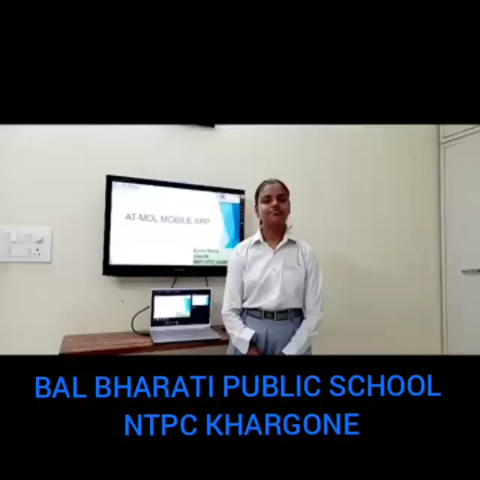 AT-MOL MOBILE APP
BAL BHARATI PUBLIC SCHOOL
NTPC KHARGONE